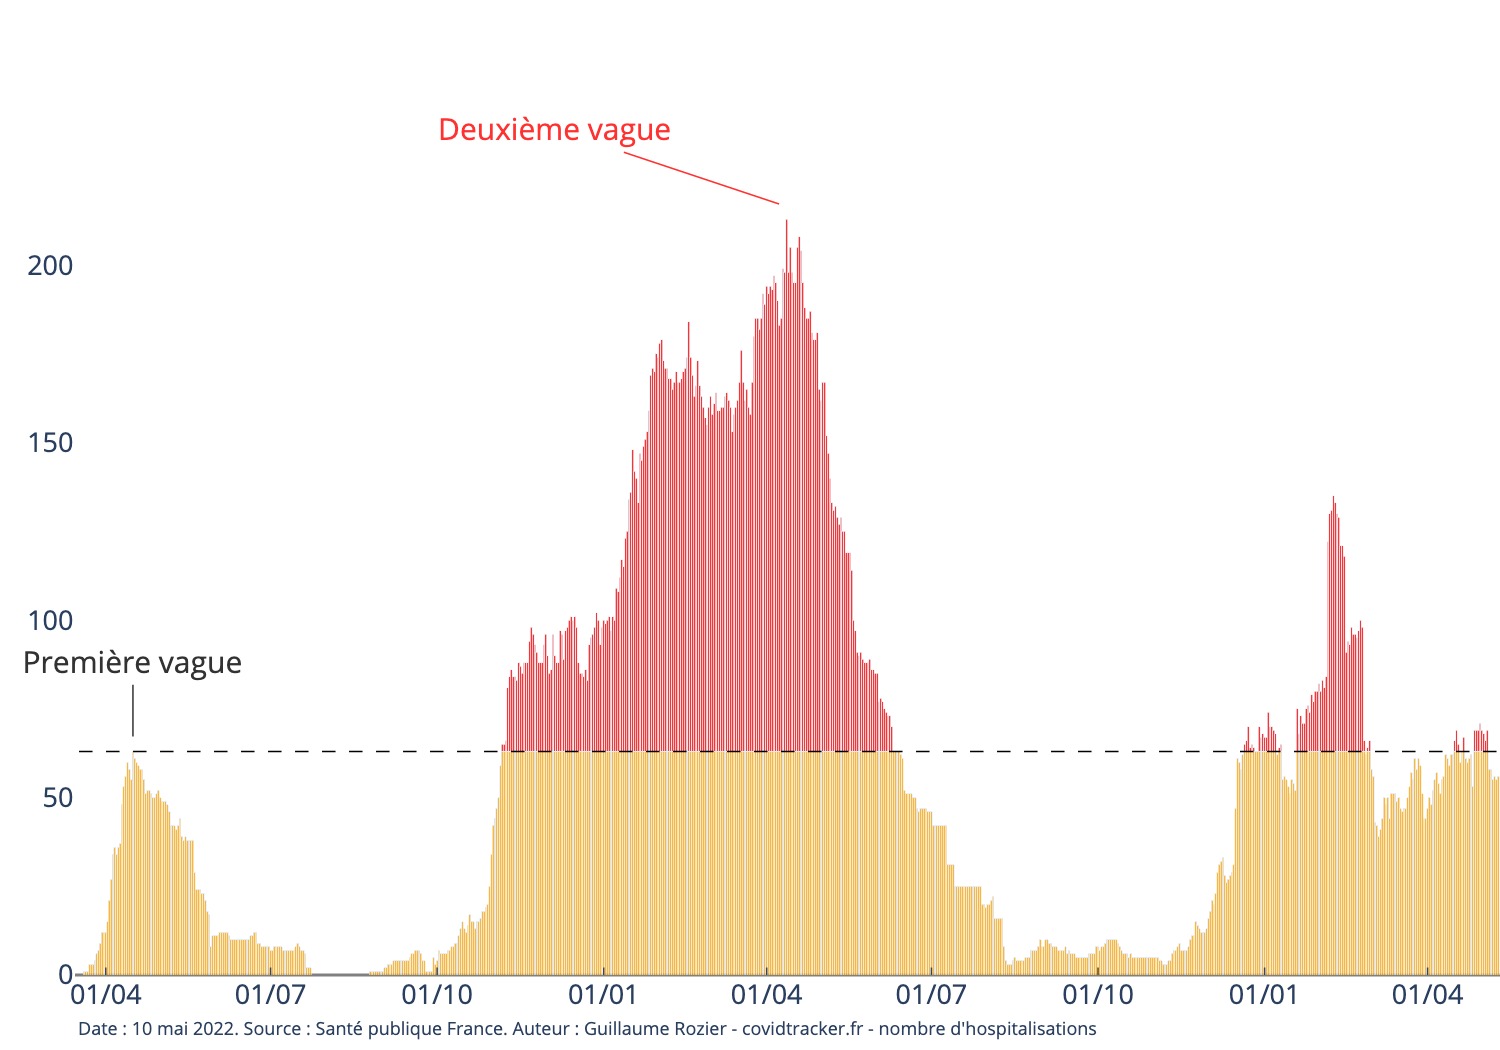 Deuxième vague
200
150
100
Première vague
50
0
01/04 01/07 01/10 01/01 01/04 01/07 01/10 01/01 01/04
Date : 10 mai 2022. Source : Santé publique France. Auteur : Guillaume Rozier - covidtracker.fr - nombre d'hospitalisations